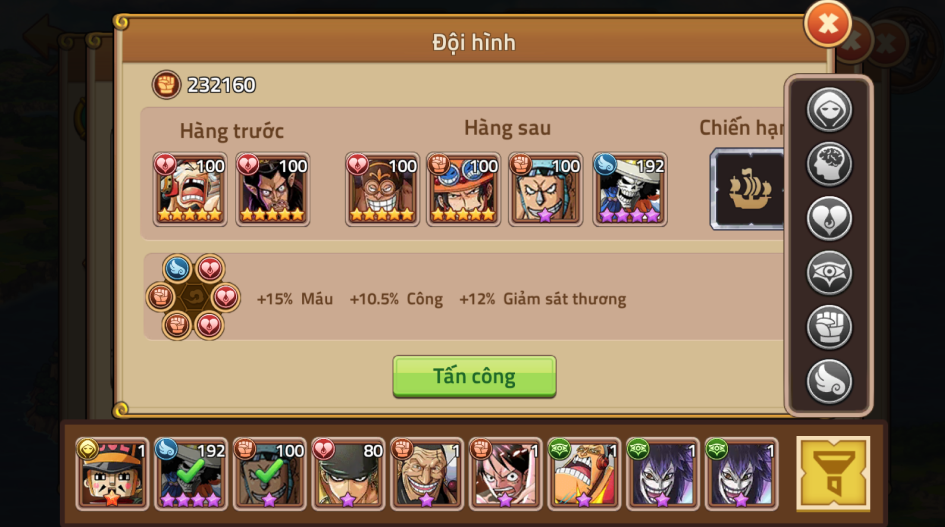 Đội hình
232160
Hàng trước
Hàng sau
Chiến hạ
100
100
100
100
100
192
+15% Máu +10.5% Công +12% Giảm sát thương
Tấn công
1
192
100
80
1
1
1
1
1